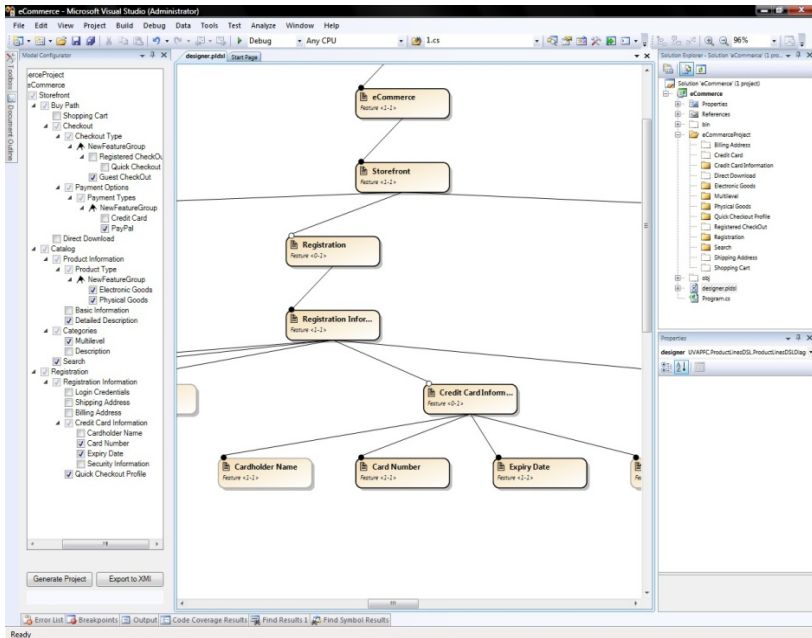 eCommerce - Microsoft Visual Studio (Administrator)
File Edit View Project Build Debug Data Tools Test Analyze Window Help
Debug Any CPU 1.cs 96%
Toolbox
Document Outline
Model Configurator
erceProject
eCommerce
Storefront
Buy Path
Shopping Cart
Checkout
Checkout Type
NewFeatureGroup
Registered CheckOu
Quick Checkout
Guest CheckOut
Payment Options
Payment Types
NewFeatureGroup
Credit Card
PayPal
Direct Download
Catalog
Product Information
Product Type
NewFeatureGroup
Electronic Goods
Physical Goods
Basic Information
Detailed Description
Categories
Multilevel
Description
Search
Registration
Registration Information
Login Credentials
Shipping Address
Billing Address
Credit Card Information
Cardholder Name
Card Number
Expiry Date
Security Information
Quick Checkout Profile
Generate Project Export to XMI
designer.pldsl Start Page
eCommerce
Feature <1-1>
Storefront
Feature <1-1>
Registration
Feature <0-1>
Registration Infor...
Feature <1-1>
Credit Card Inform...
Feature <0-1>
Cardholder Name
Feature <1-1>
Card Number
Feature <1-1>
Expiry Date
Feature <1-1>
Solution Explorer - Solution 'eCommerce' (1 pro...
Solution 'eCommerce' (1 project)
eCommerce
Properties
References
bin
eCommerceProject
Billing Address
Credit Card
Credit Card Information
Direct Download
Electronic Goods
Multilevel
Physical Goods
Quick Checkout Profile
Registered CheckOut
Registration
Search
Shipping Address
Shopping Cart
obj
designer.pldsl
Program.cs
Properties
designer UVAPFC.ProductLinesDSL.ProductLinesDSLDiag
Error List Breakpoints Output Code Coverage Results Find Results 1 Find Symbol Results
Ready